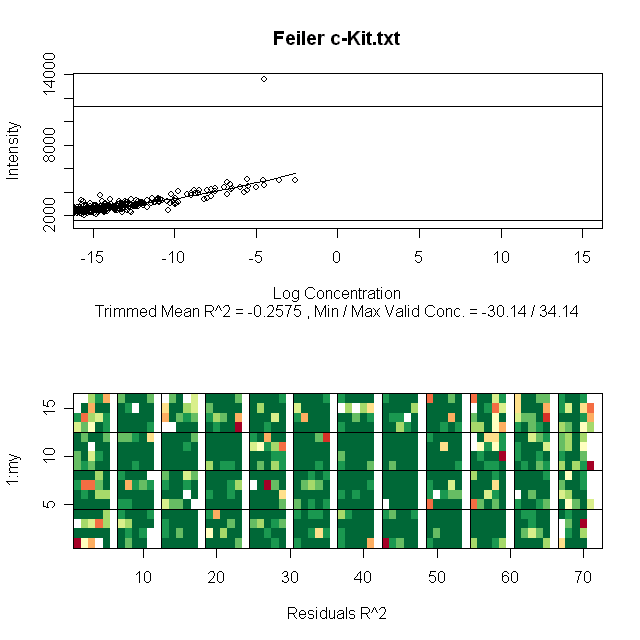 Feiler c-Kit.txt
14000
8000
2000
Intensity
-15 -10 -5 0 5 10 15
Log Concentration
Trimmed Mean R^2 = -0.2575 , Min / Max Valid Conc. = -30.14 / 34.14
15
10
5
1:my
10 20 30 40 50 60 70
Residuals R^2